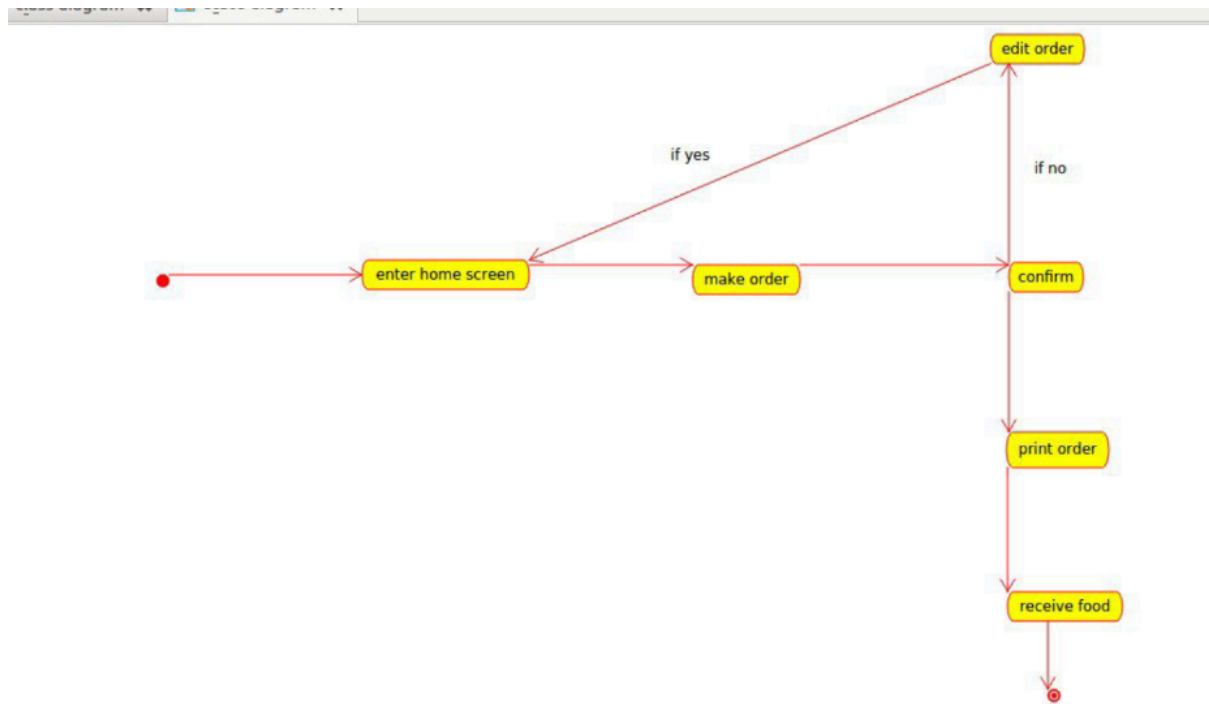 edit order
if yes
if no
enter home screen
make order
confirm
print order
receive food